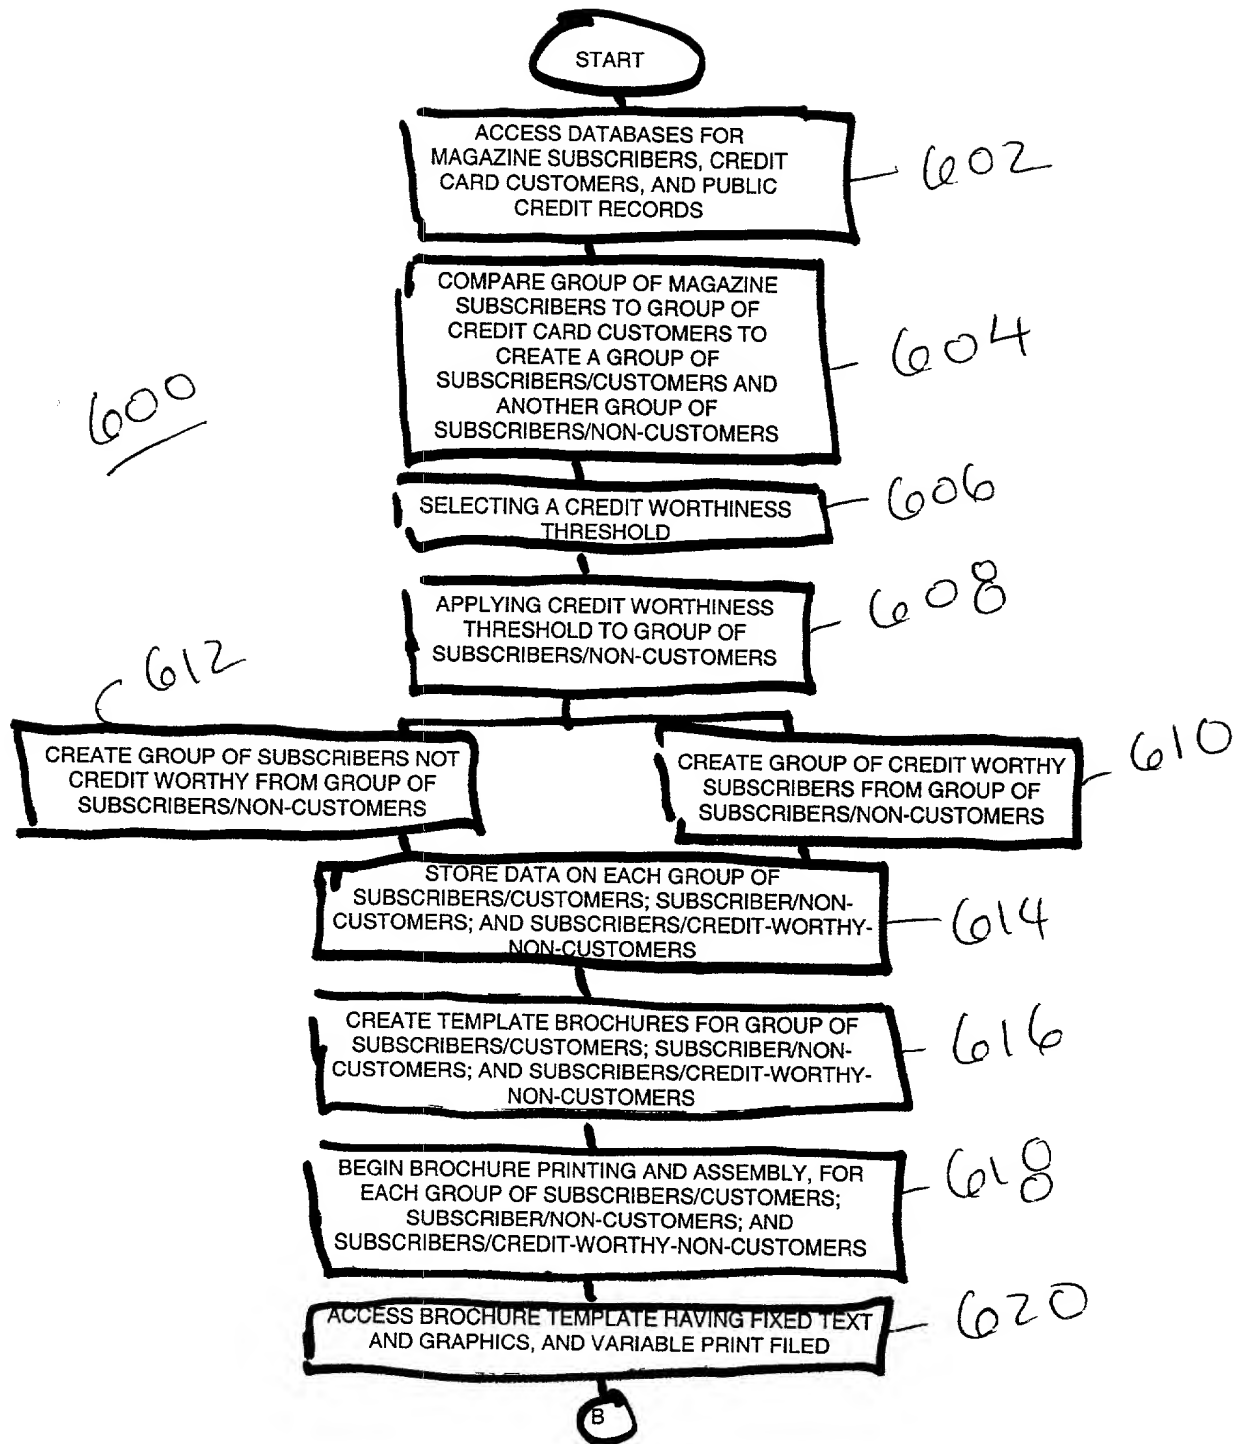 START
ACCESS DATABASES FOR
MAGAZINE SUBSCRIBERS, CREDIT
CARD CUSTOMERS, AND PUBLIC
CREDIT RECORDS
602
COMPARE GROUP OF MAGAZINE
SUBSCRIBERS TO GROUP OF
CREDIT CARD CUSTOMERS TO
CREATE A GROUP OF
SUBSCRIBERS/CUSTOMERS AND
ANOTHER GROUP OF
SUBSCRIBERS/NON-CUSTOMERS
604
600
SELECTING A CREDIT WORTHINESS
THRESHOLD
606
APPLYING CREDIT WORTHINESS
THRESHOLD TO GROUP OF
SUBSCRIBERS/NON-CUSTOMERS
608
612
CREATE GROUP OF SUBSCRIBERS NOT
CREDIT WORTHY FROM GROUP OF
SUBSCRIBERS/NON-CUSTOMERS
CREATE GROUP OF CREDIT WORTHY
SUBSCRIBERS FROM GROUP OF
SUBSCRIBERS/NON-CUSTOMERS
610
STORE DATA ON EACH GROUP OF
SUBSCRIBERS/CUSTOMERS; SUBSCRIBER/NON-
CUSTOMERS; AND SUBSCRIBERS/CREDIT-WORTHY-
NON-CUSTOMERS
614
CREATE TEMPLATE BROCHURES FOR GROUP OF
SUBSCRIBERS/CUSTOMERS; SUBSCRIBER/NON-
CUSTOMERS; AND SUBSCRIBERS/CREDIT-WORTHY-
NON-CUSTOMERS
616
BEGIN BROCHURE PRINTING AND ASSEMBLY, FOR
EACH GROUP OF SUBSCRIBERS/CUSTOMERS;
SUBSCRIBER/NON-CUSTOMERS; AND
SUBSCRIBERS/CREDIT-WORTHY-NON-CUSTOMERS
618
ACCESS BROCHURE TEMPLATE HAVING FIXED TEXT
AND GRAPHICS, AND VARIABLE PRINT FILED
620
B